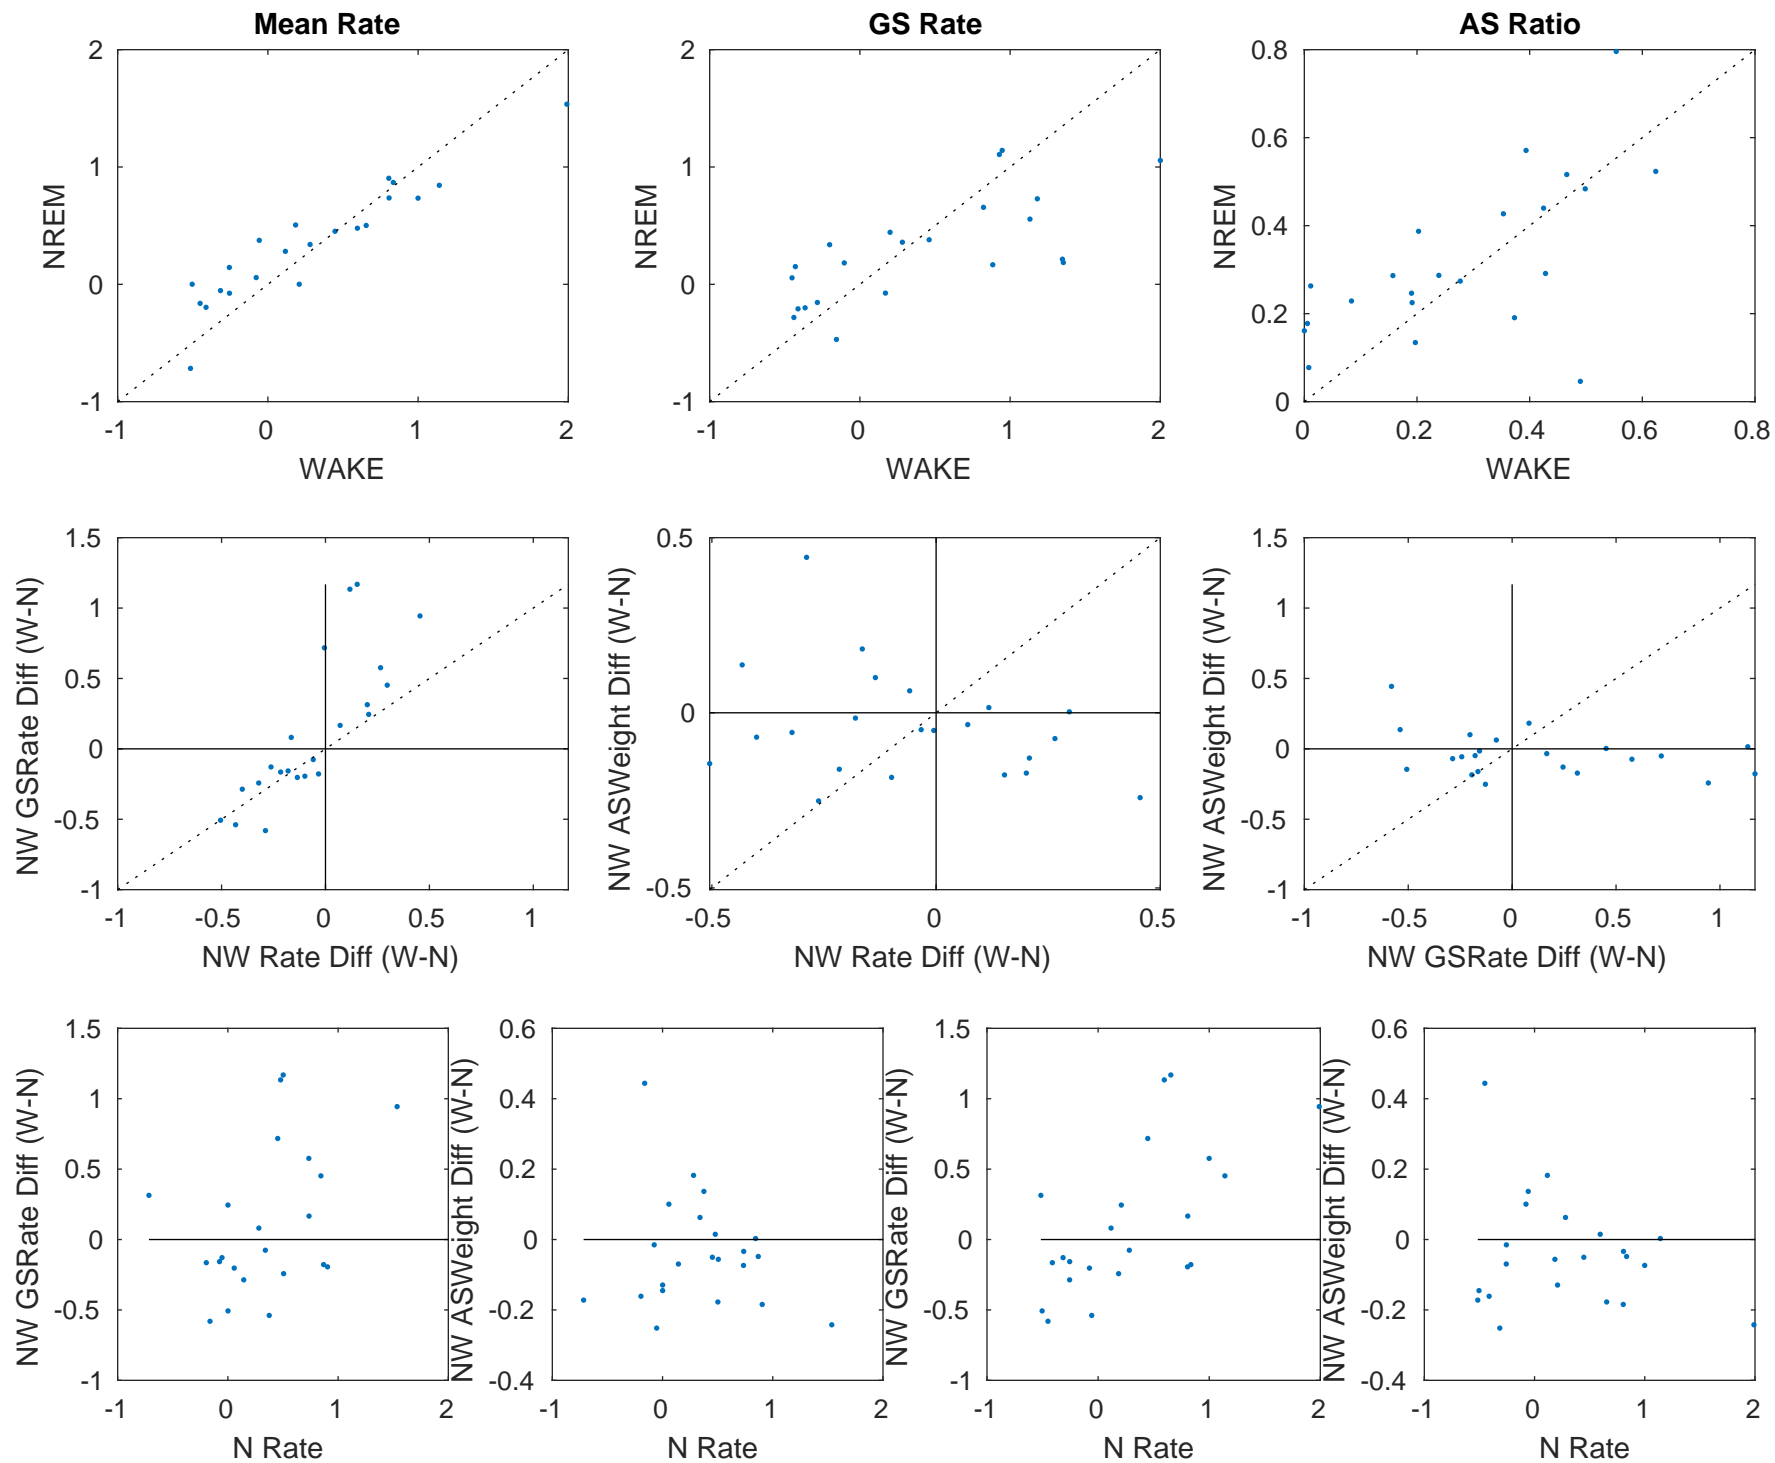 Mean Rate
GS Rate
AS Ratio
2
1
0
-1
NREM
-1 0 1 2
WAKE
2
1
0
-1
NREM
-1 0 1 2
WAKE
0.8
0.6
0.4
0.2
0
NREM
0 0.2 0.4 0.6 0.8
WAKE
1.5
1
0.5
0
-0.5
-1
NW GSRate Diff (W-N)
-1 -0.5 0 0.5 1
NW Rate Diff (W-N)
0.5
0
-0.5
NW ASWeight Diff (W-N)
-0.5 0 0.5
NW Rate Diff (W-N)
1.5
1
0.5
0
-0.5
-1
NW ASWeight Diff (W-N)
-1 -0.5 0 0.5 1
NW GSRate Diff (W-N)
1.5
1
0.5
0
-0.5
-1
NW GSRate Diff (W-N)
-1 0 1 2
N Rate
0.6
0.4
0.2
0
-0.2
-0.4
NW ASWeight Diff (W-N)
-1 0 1 2
N Rate
1.5
1
0.5
0
-0.5
-1
NW GSRate Diff (W-N)
-1 0 1 2
N Rate
0.6
0.4
0.2
0
-0.2
-0.4
NW ASWeight Diff (W-N)
-1 0 1 2
N Rate